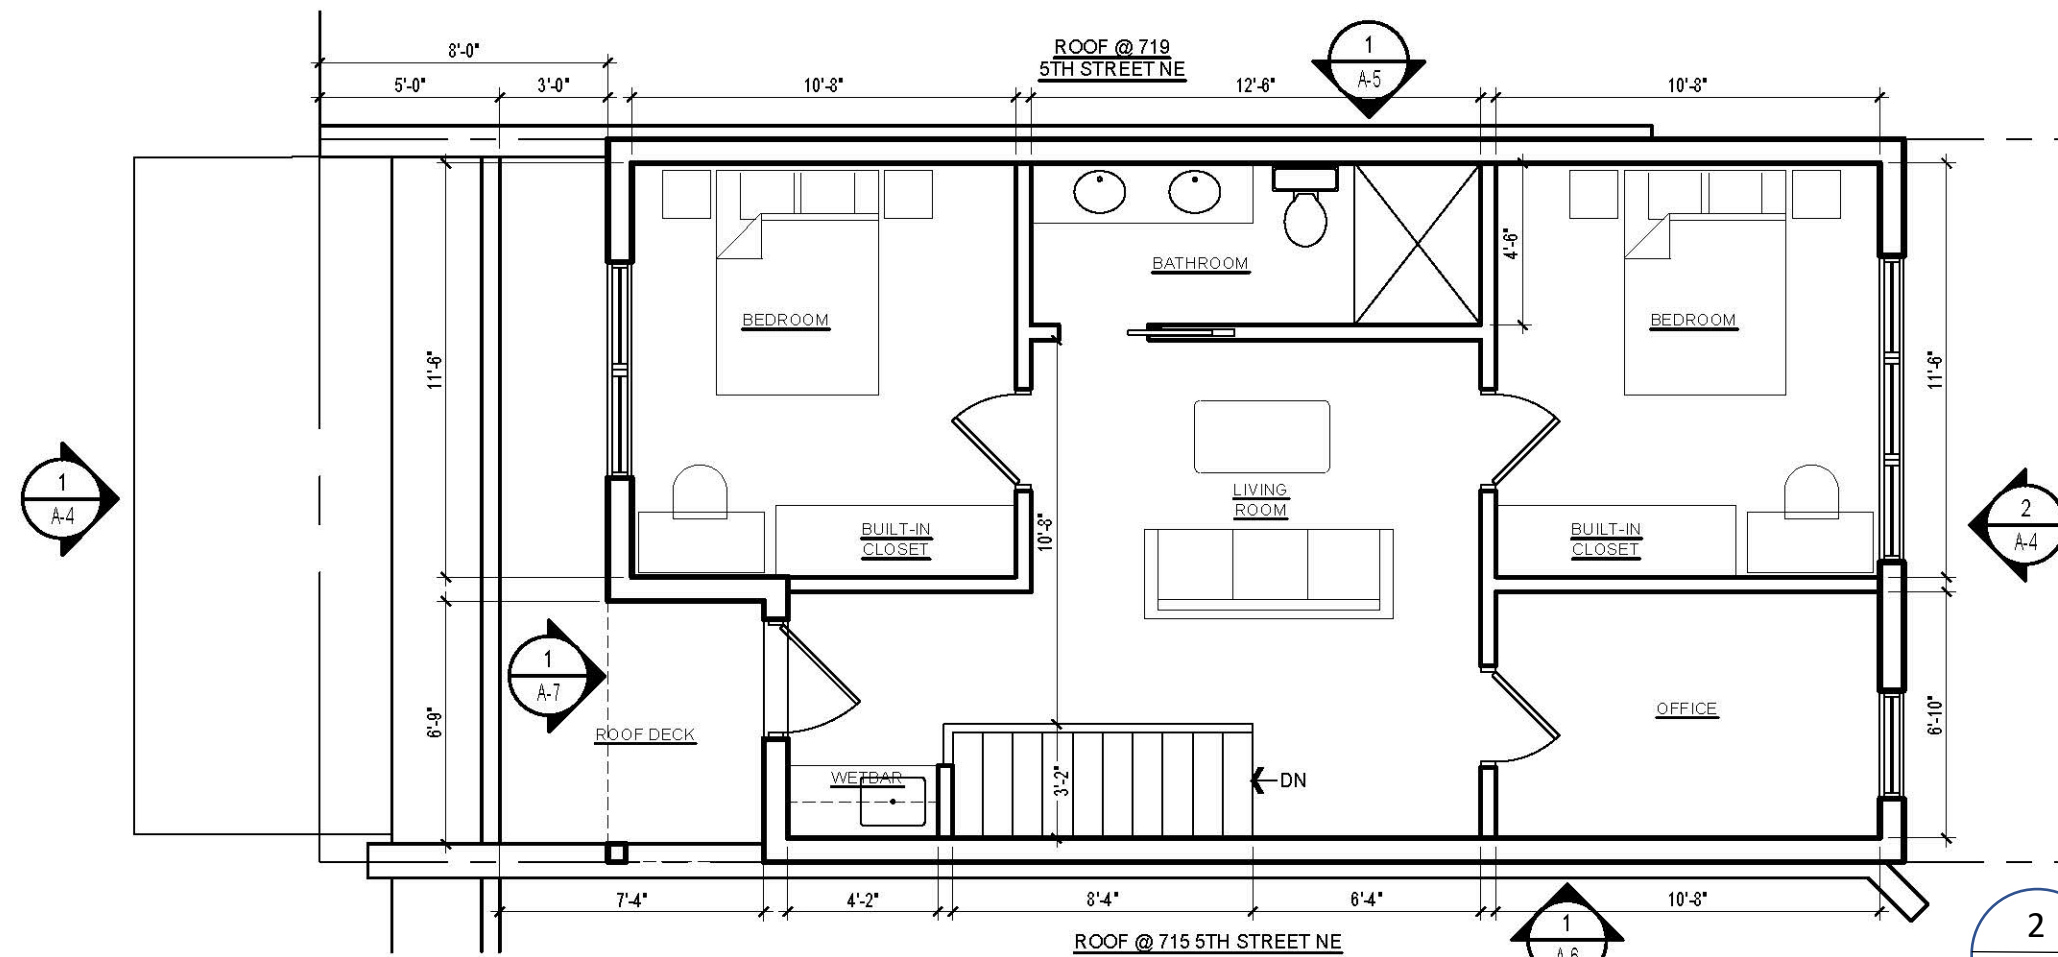 8'-0"
ROOF @ 719
5TH STREET NE
1
A-5
5'-0"
3'-0"
10'-8"
12'-6"
10'-8"
BATHROOM
4'-6"
BEDROOM
BEDROOM
11'-6"
11'-6"
1
A-4
LIVING
ROOM
BUILT-IN
CLOSET
10'-8"
BUILT-IN
CLOSET
2
A-4
1
A-7
ROOF DECK
6'-9"
OFFICE
6'-10"
WETBAR
3'-2"
DN
7'-4"
4'-2"
8'-4"
6'-4"
10'-8"
ROOF @ 715 5TH STREET NE
1
A-6
2